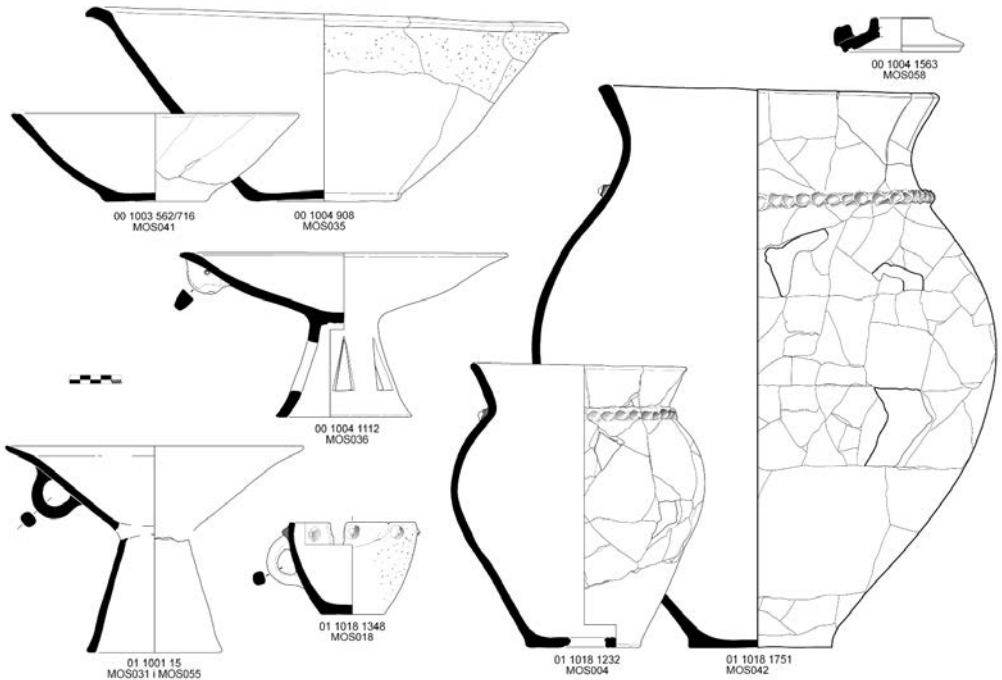 00 1004 1563
MOS058
00 1003 562/716
MOS041
00 1004 908
MOS035
00 1004 1112
MOS036
01 1001 15
MOS031 i MOS055
01 1018 1348
MOS018
01 1018 1232
MOS004
01 1018 1751
MOS042